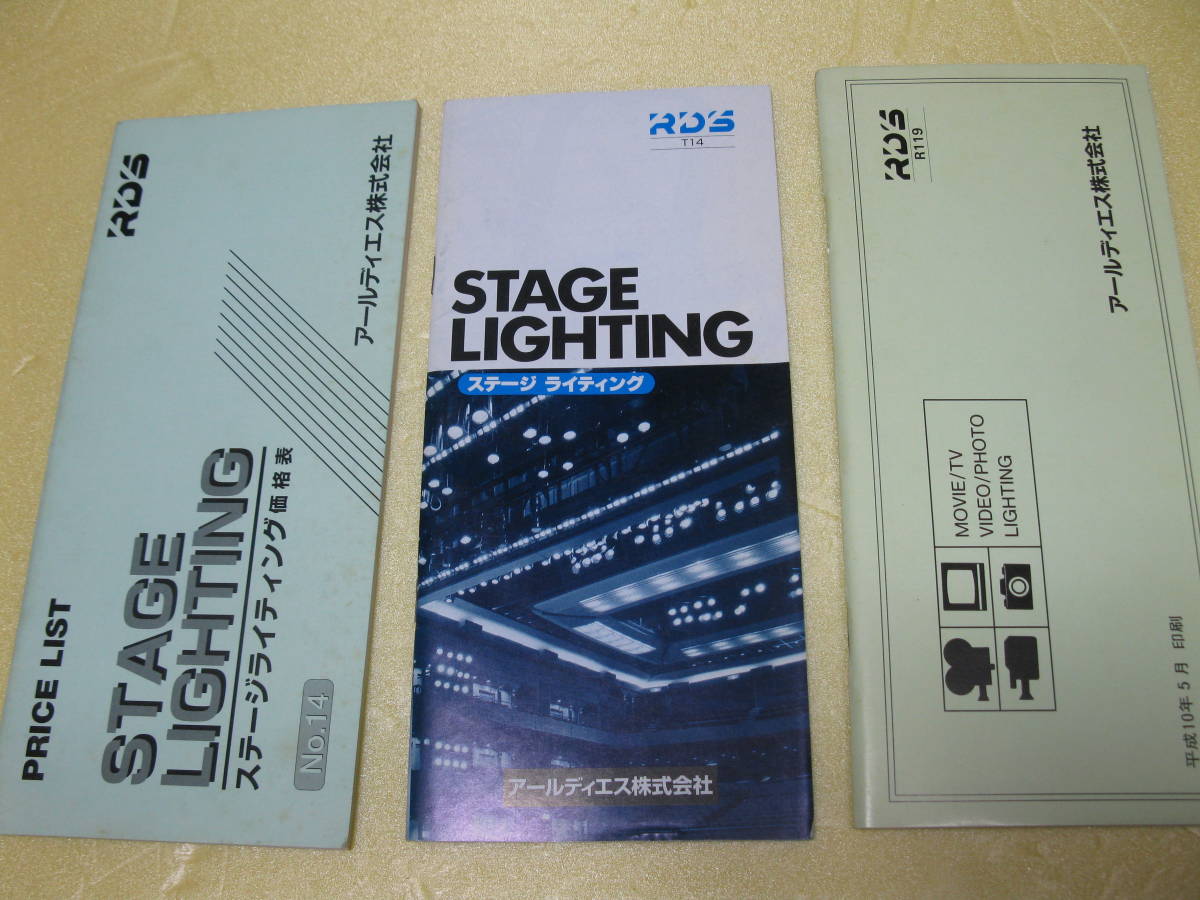 PRICE LIST
STAGE
LIGHTING
ステージライティング価格表
No.14
RDS
アールディエス株式会社
RDS
T14
STAGE
LIGHTING
ステージ ライティング
アールディエス株式会社
RDS
R119
アールディエス株式会社
MOVIE/TV
VIDEO/PHOTO
LIGHTING
平成10年5月 印刷